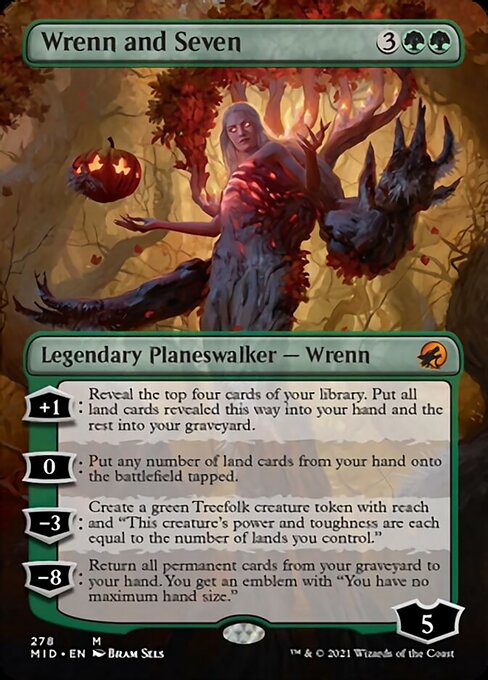 Wrenn and Seven 3
Legendary Planeswalker — Wrenn
+1: Reveal the top four cards of your library. Put all
land cards revealed this way into your hand and the
rest into your graveyard.
0: Put any number of land cards from your hand onto
the battlefield tapped.
−3: Create a green Treefolk creature token with reach
and “This creature’s power and toughness are each
equal to the number of lands you control.”
−8: Return all permanent cards from your graveyard to
your hand. You get an emblem with “You have no
maximum hand size.”
5
278 M
MID • EN Bram Sels
™ & © 2021 Wizards of the Coast